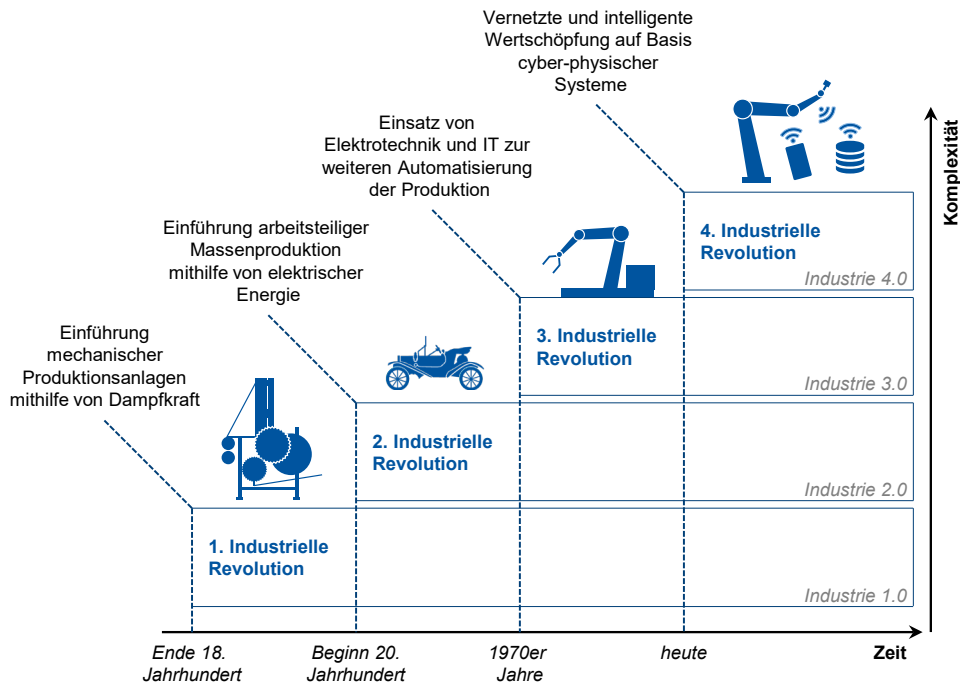 Vernetzte und intelligente
Wertschöpfung auf Basis
cyber-physischer
Systeme
Einsatz von
Elektrotechnik und IT zur
weiteren Automatisierung
der Produktion
Einführung arbeitsteiliger
Massenproduktion
mithilfe von elektrischer
Energie
Einführung
mechanischer
Produktionsanlagen
mithilfe von Dampfkraft
Komplexität
4. Industrielle
Revolution
Industrie 4.0
3. Industrielle
Revolution
Industrie 3.0
2. Industrielle
Revolution
Industrie 2.0
1. Industrielle
Revolution
Industrie 1.0
Ende 18.
Jahrhundert
Beginn 20.
Jahrhundert
1970er
Jahre
heute
Zeit